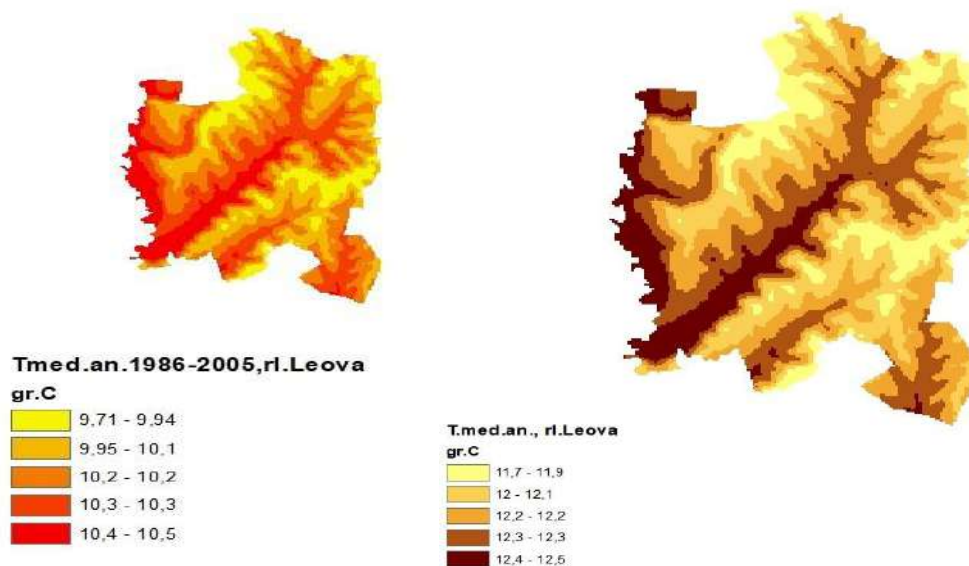 Tmed.an.1986-2005,rl.Leova
gr.C
9,71 - 9,94
9,95 - 10,1
10,2 - 10,2
10,3 - 10,3
10,4 - 10,5
T.med.an., rl.Leova
gr.C
11,7 - 11,9
12 - 12,1
12,2 - 12,2
12,3 - 12,3
12,4 - 12,5